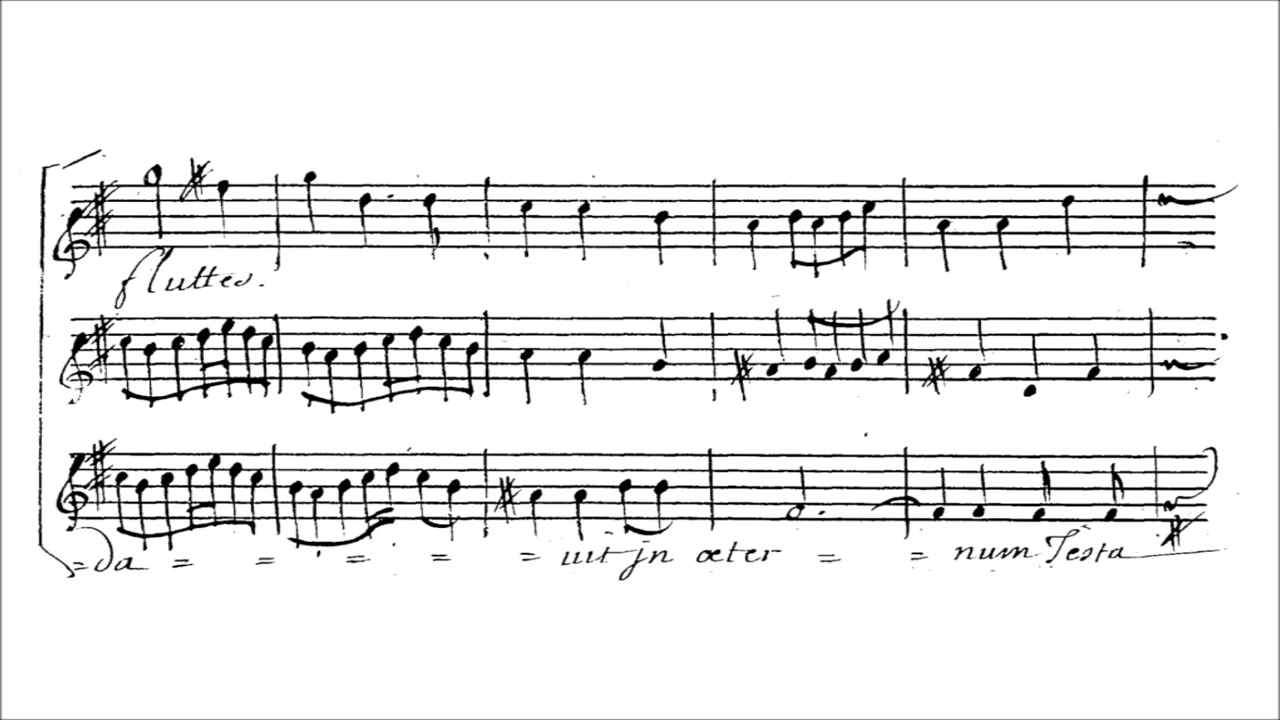 fluttes.
=da = = = = = uit jn æter = = num Testa